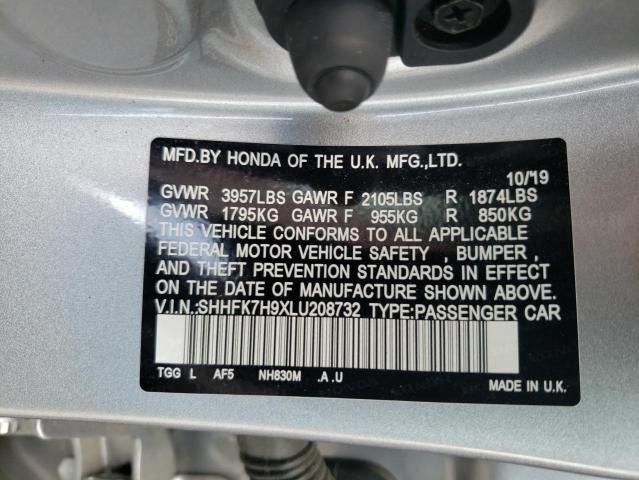 MFD.BY HONDA OF THE U.K. MFG.,LTD.
10/19
GVWR 3957LBS GAWR F 2105LBS R 1874LBS
GVWR 1795KG GAWR F 955KG R 850KG
THIS VEHICLE CONFORMS TO ALL APPLICABLE
FEDERAL MOTOR VEHICLE SAFETY , BUMPER ,
AND THEFT PREVENTION STANDARDS IN EFFECT
ON THE DATE OF MANUFACTURE SHOWN ABOVE.
V.I.N.:SHHFK7H9XLU208732 TYPE:PASSENGER CAR
TGG L AF5 NH830M .A .U
MADE IN U.K.